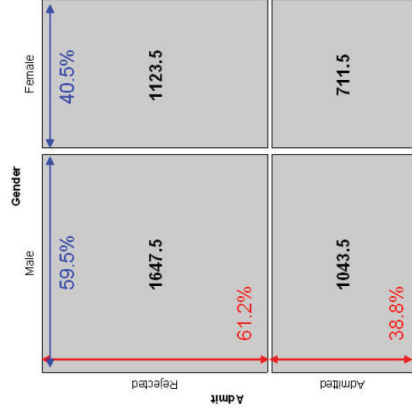 Gender
Male
Female
59.5%
40.5%
1647.5
1123.5
61.2%
1043.5
711.5
38.8%
Admit
Rejected
Admitted